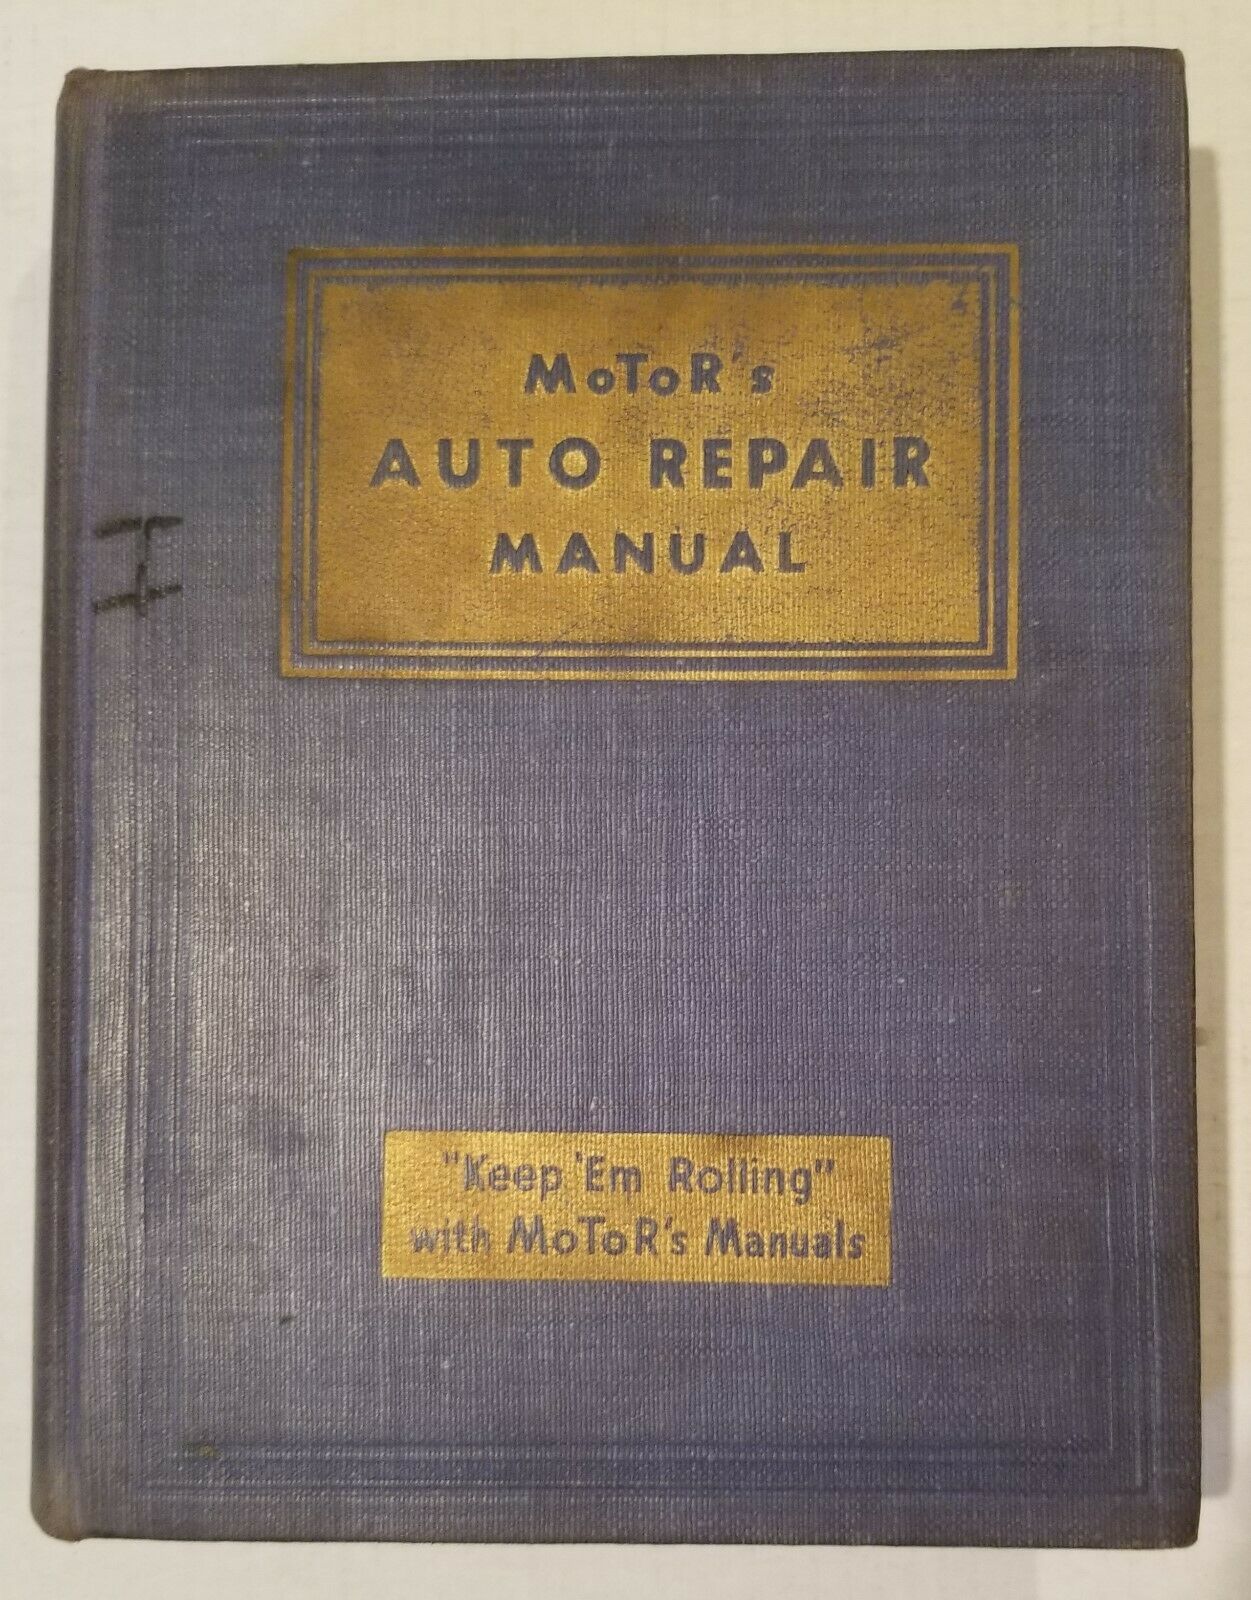 MoToR's
AUTO REPAIR
MANUAL
H
"Keep 'Em Rolling"
with MoToR's Manuals